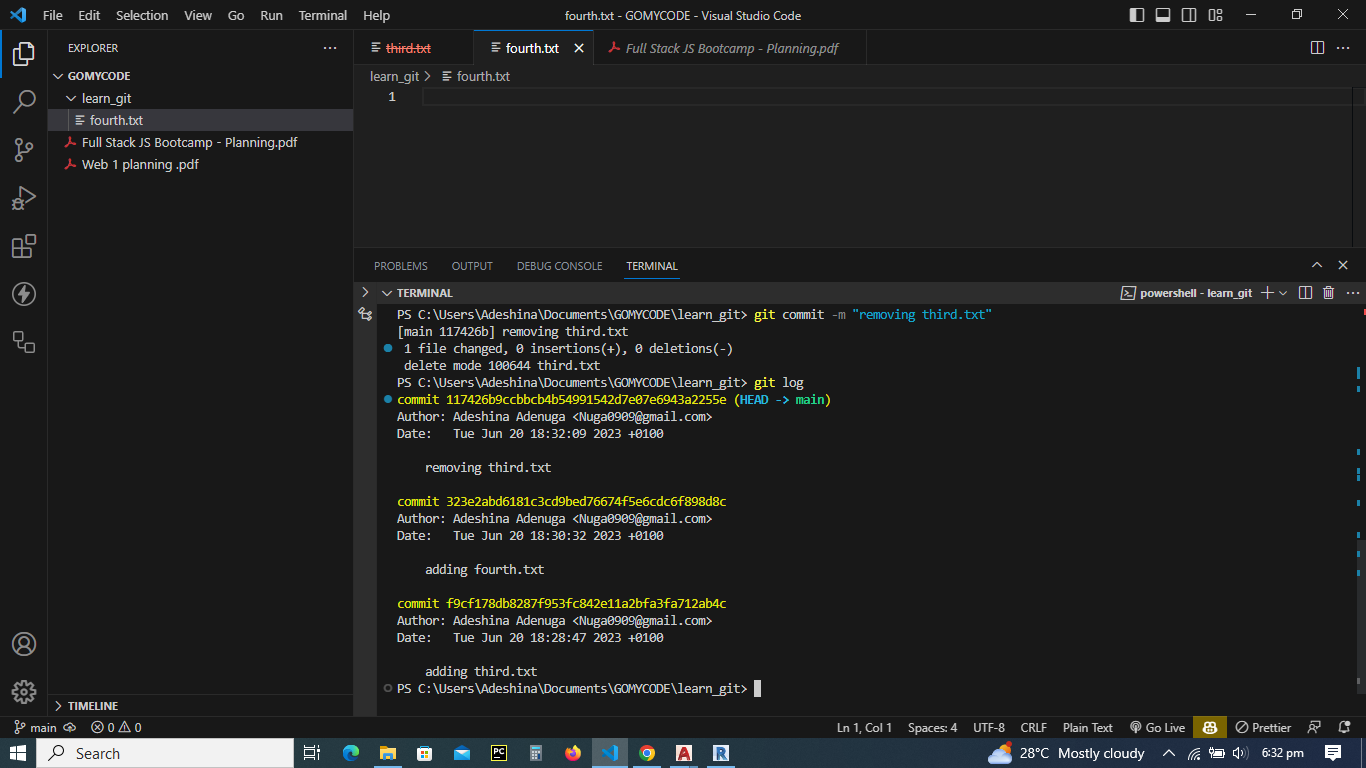 File Edit Selection View Go Run Terminal Help fourth.txt - GOMYCODE - Visual Studio Code
EXPLORER
third.txt fourth.txt Full Stack JS Bootcamp - Planning.pdf
GOMYCODE
learn_git
fourth.txt
Full Stack JS Bootcamp - Planning.pdf
Web 1 planning .pdf
learn_git > fourth.txt
1
PROBLEMS OUTPUT DEBUG CONSOLE TERMINAL
TERMINAL powershell - learn_git
PS C:\Users\Adeshina\Documents\GOMYCODE\learn_git> git commit -m "removing third.txt"
[main 117426b] removing third.txt
1 file changed, 0 insertions(+), 0 deletions(-)
delete mode 100644 third.txt
PS C:\Users\Adeshina\Documents\GOMYCODE\learn_git> git log
commit 117426b9ccbbcb4b54991542d7e07e6943a2255e (HEAD -> main)
Author: Adeshina Adenuga <Nuga0909@gmail.com>
Date:   Tue Jun 20 18:32:09 2023 +0100
removing third.txt
commit 323e2abd6181c3cd9bed76674f5e6cdc6f898d8c
Author: Adeshina Adenuga <Nuga0909@gmail.com>
Date:   Tue Jun 20 18:30:32 2023 +0100
adding fourth.txt
commit f9cf178db8287f953fc842e11a2bfa3fa712ab4c
Author: Adeshina Adenuga <Nuga0909@gmail.com>
Date:   Tue Jun 20 18:28:47 2023 +0100
adding third.txt
PS C:\Users\Adeshina\Documents\GOMYCODE\learn_git>
TIMELINE
main 0 0 Ln 1, Col 1 Spaces: 4 UTF-8 CRLF Plain Text Go Live Prettier
Search PC A R 28°C Mostly cloudy 6:32 pm